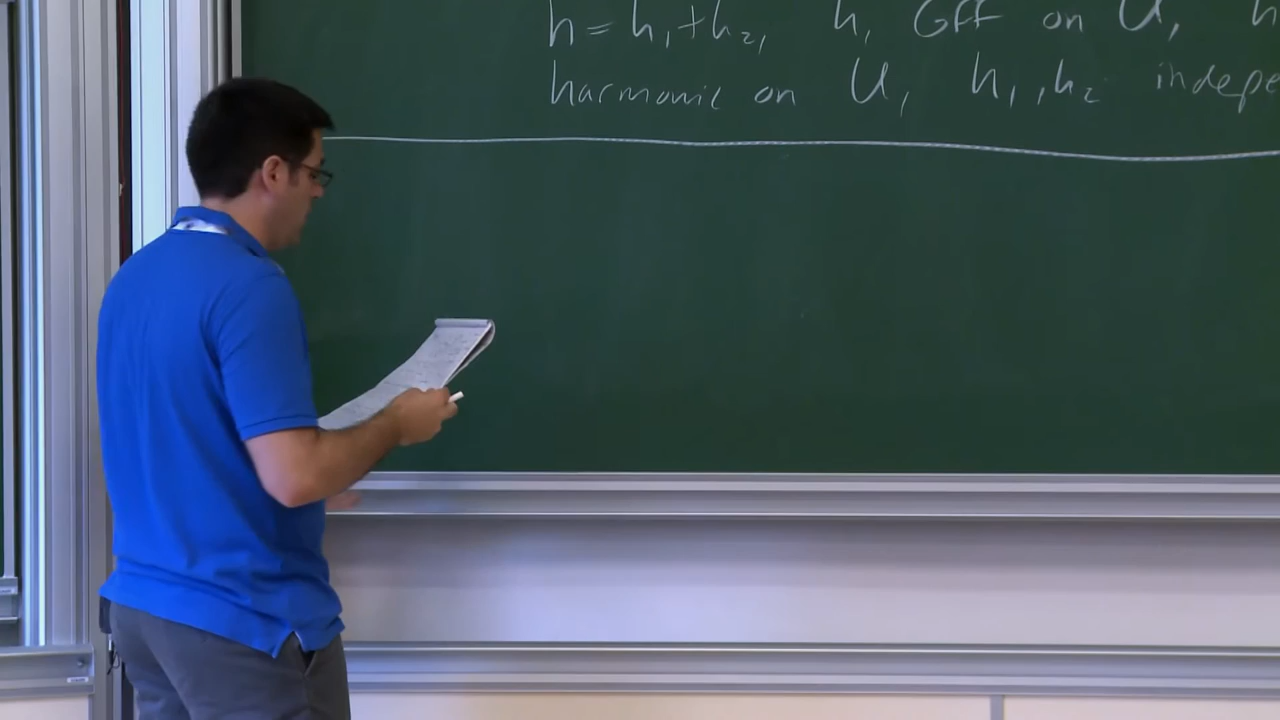 h = h₁ + h₂, h₁ GFF on U, h
harmonic on U, h₁, h₂ indepe